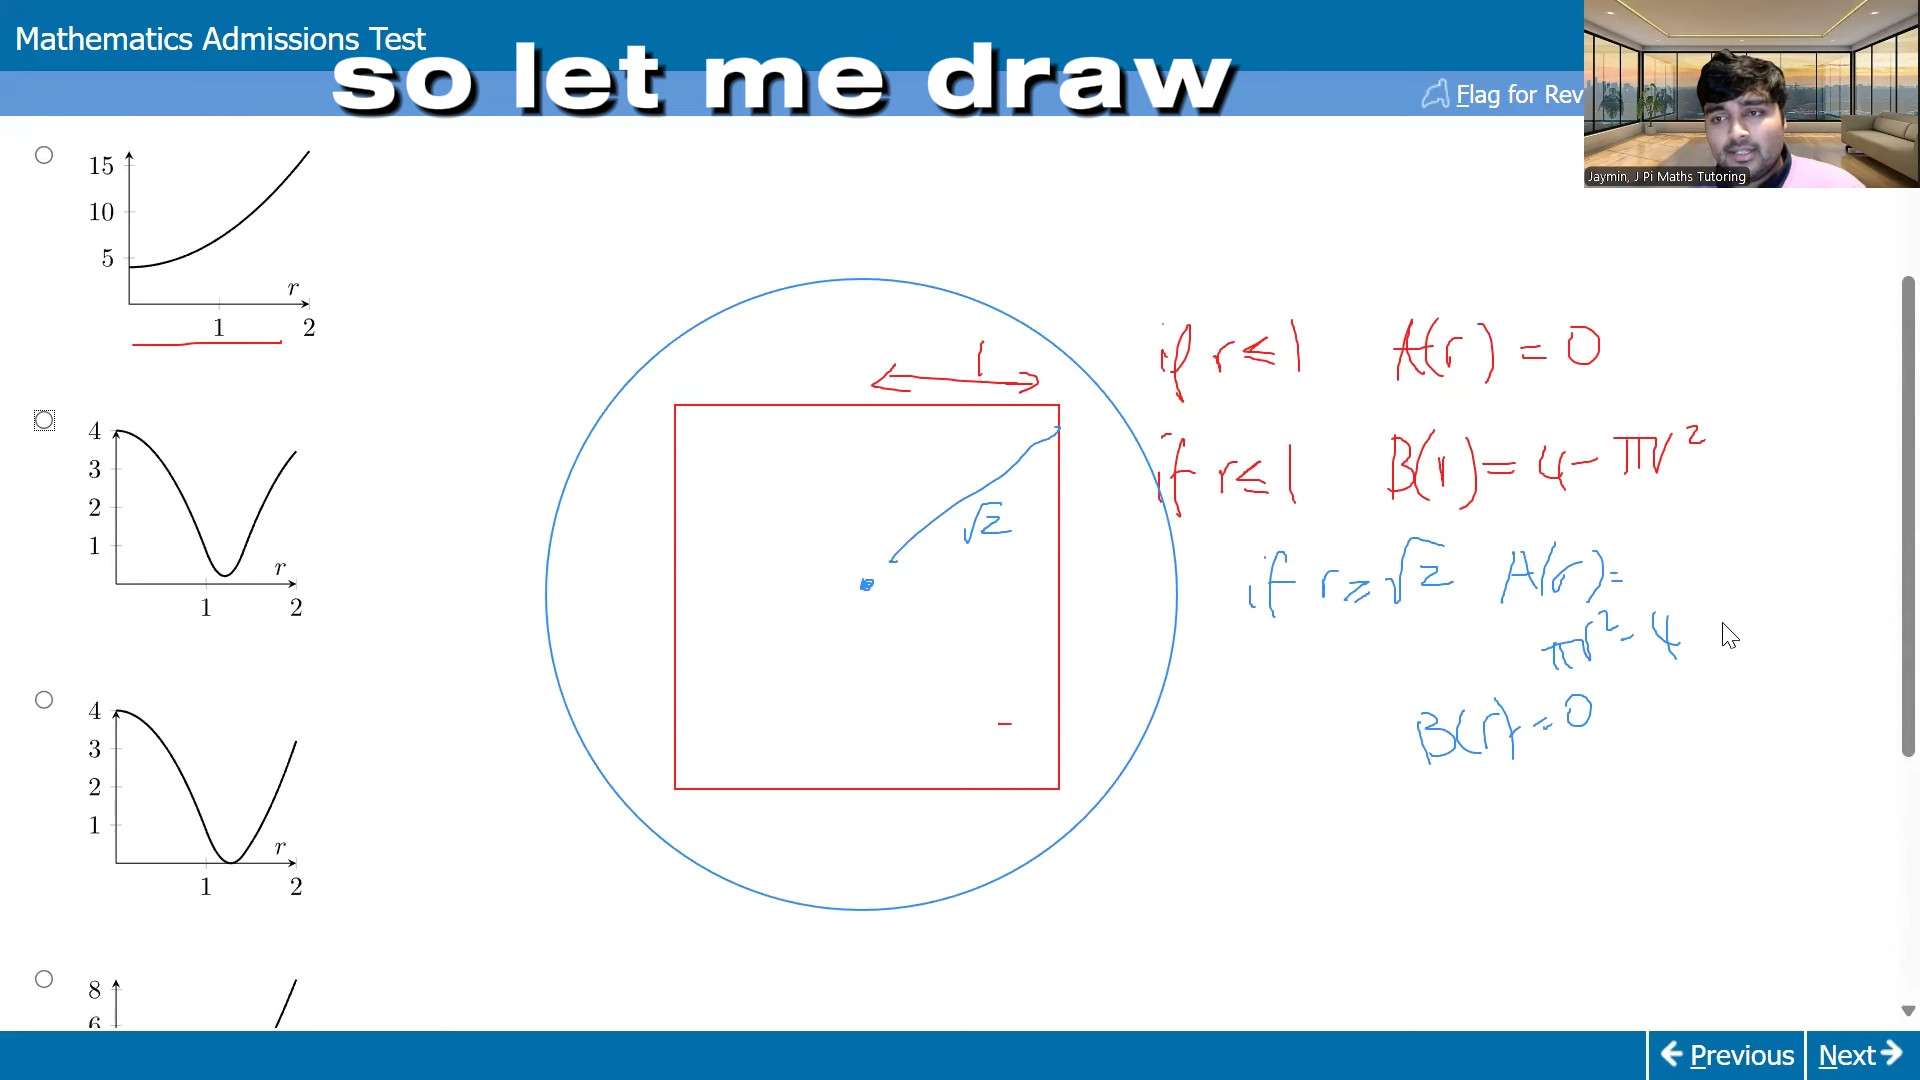 Mathematics Admissions Test
so let me draw
Flag for Rev
Jaymin, J Pi Maths Tutoring
15
10
5
r
1 2
4
3
2
1
r
1 2
4
3
2
1
r
1 2
8
6
1
√2
if r ≤ 1 A(r) = 0
if r ≤ 1 B(r) = 4 - πr²
if r ≥ √2 A(r) =
πr² - 4
B(r) = 0
Previous Next